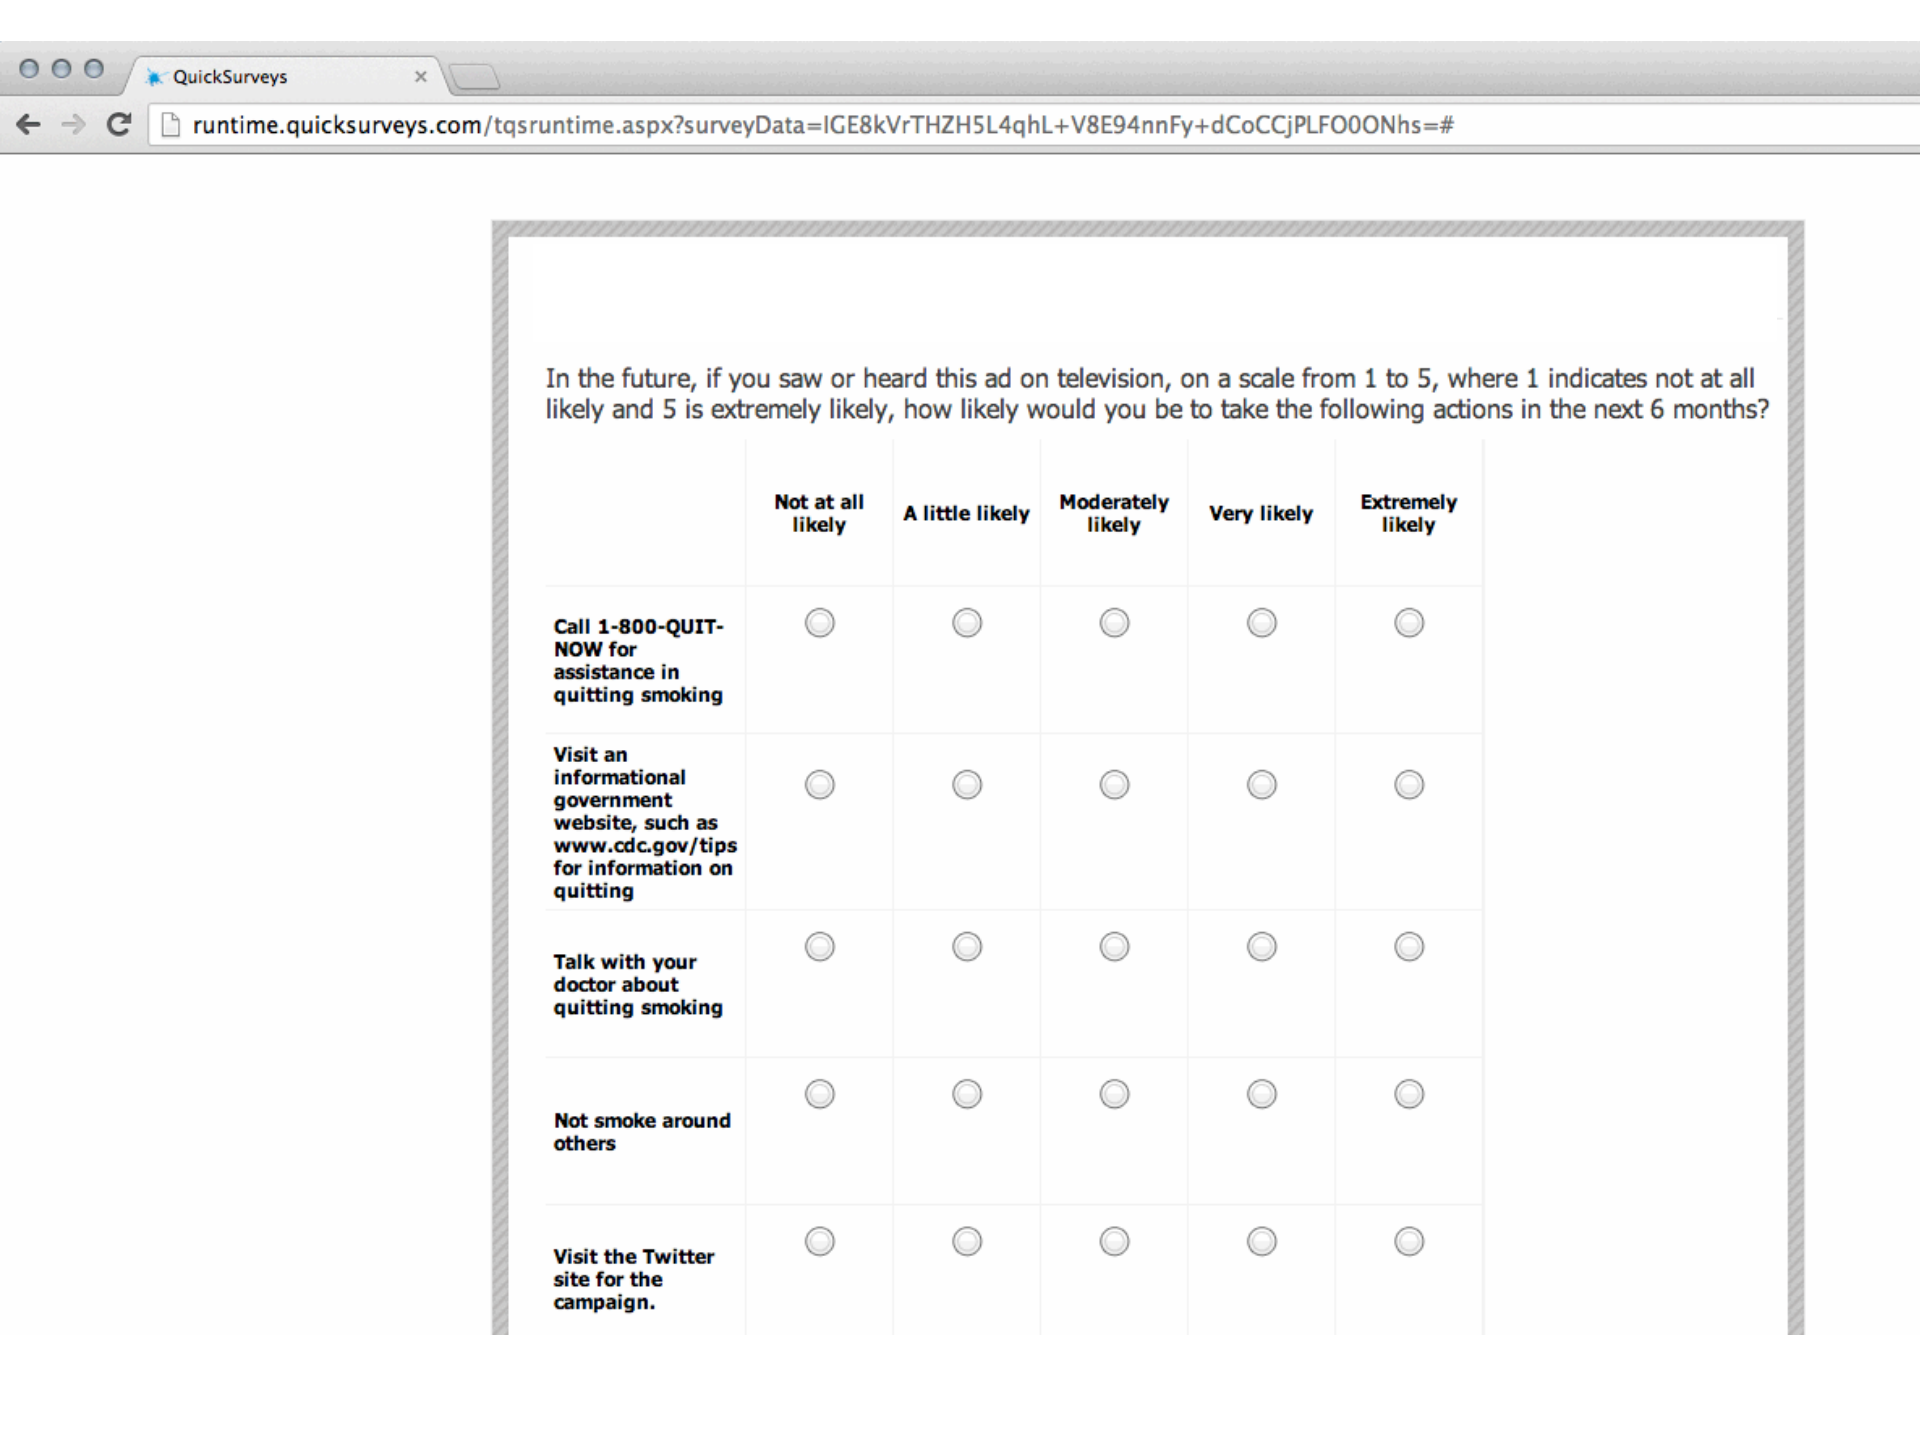 QuickSurveys
runtime.quicksurveys.com/tqsruntime.aspx?surveyData=IGE8kVrTHZH5L4qhL+V8E94nnFy+dCoCCjPLFO0ONhs=#
In the future, if you saw or heard this ad on television, on a scale from 1 to 5, where 1 indicates not at all
likely and 5 is extremely likely, how likely would you be to take the following actions in the next 6 months?
Not at all
likely
A little likely
Moderately
likely
Very likely
Extremely
likely
Call 1-800-QUIT-
NOW for
assistance in
quitting smoking
Visit an
informational
government
website, such as
www.cdc.gov/tips
for information on
quitting
Talk with your
doctor about
quitting smoking
Not smoke around
others
Visit the Twitter
site for the
campaign.